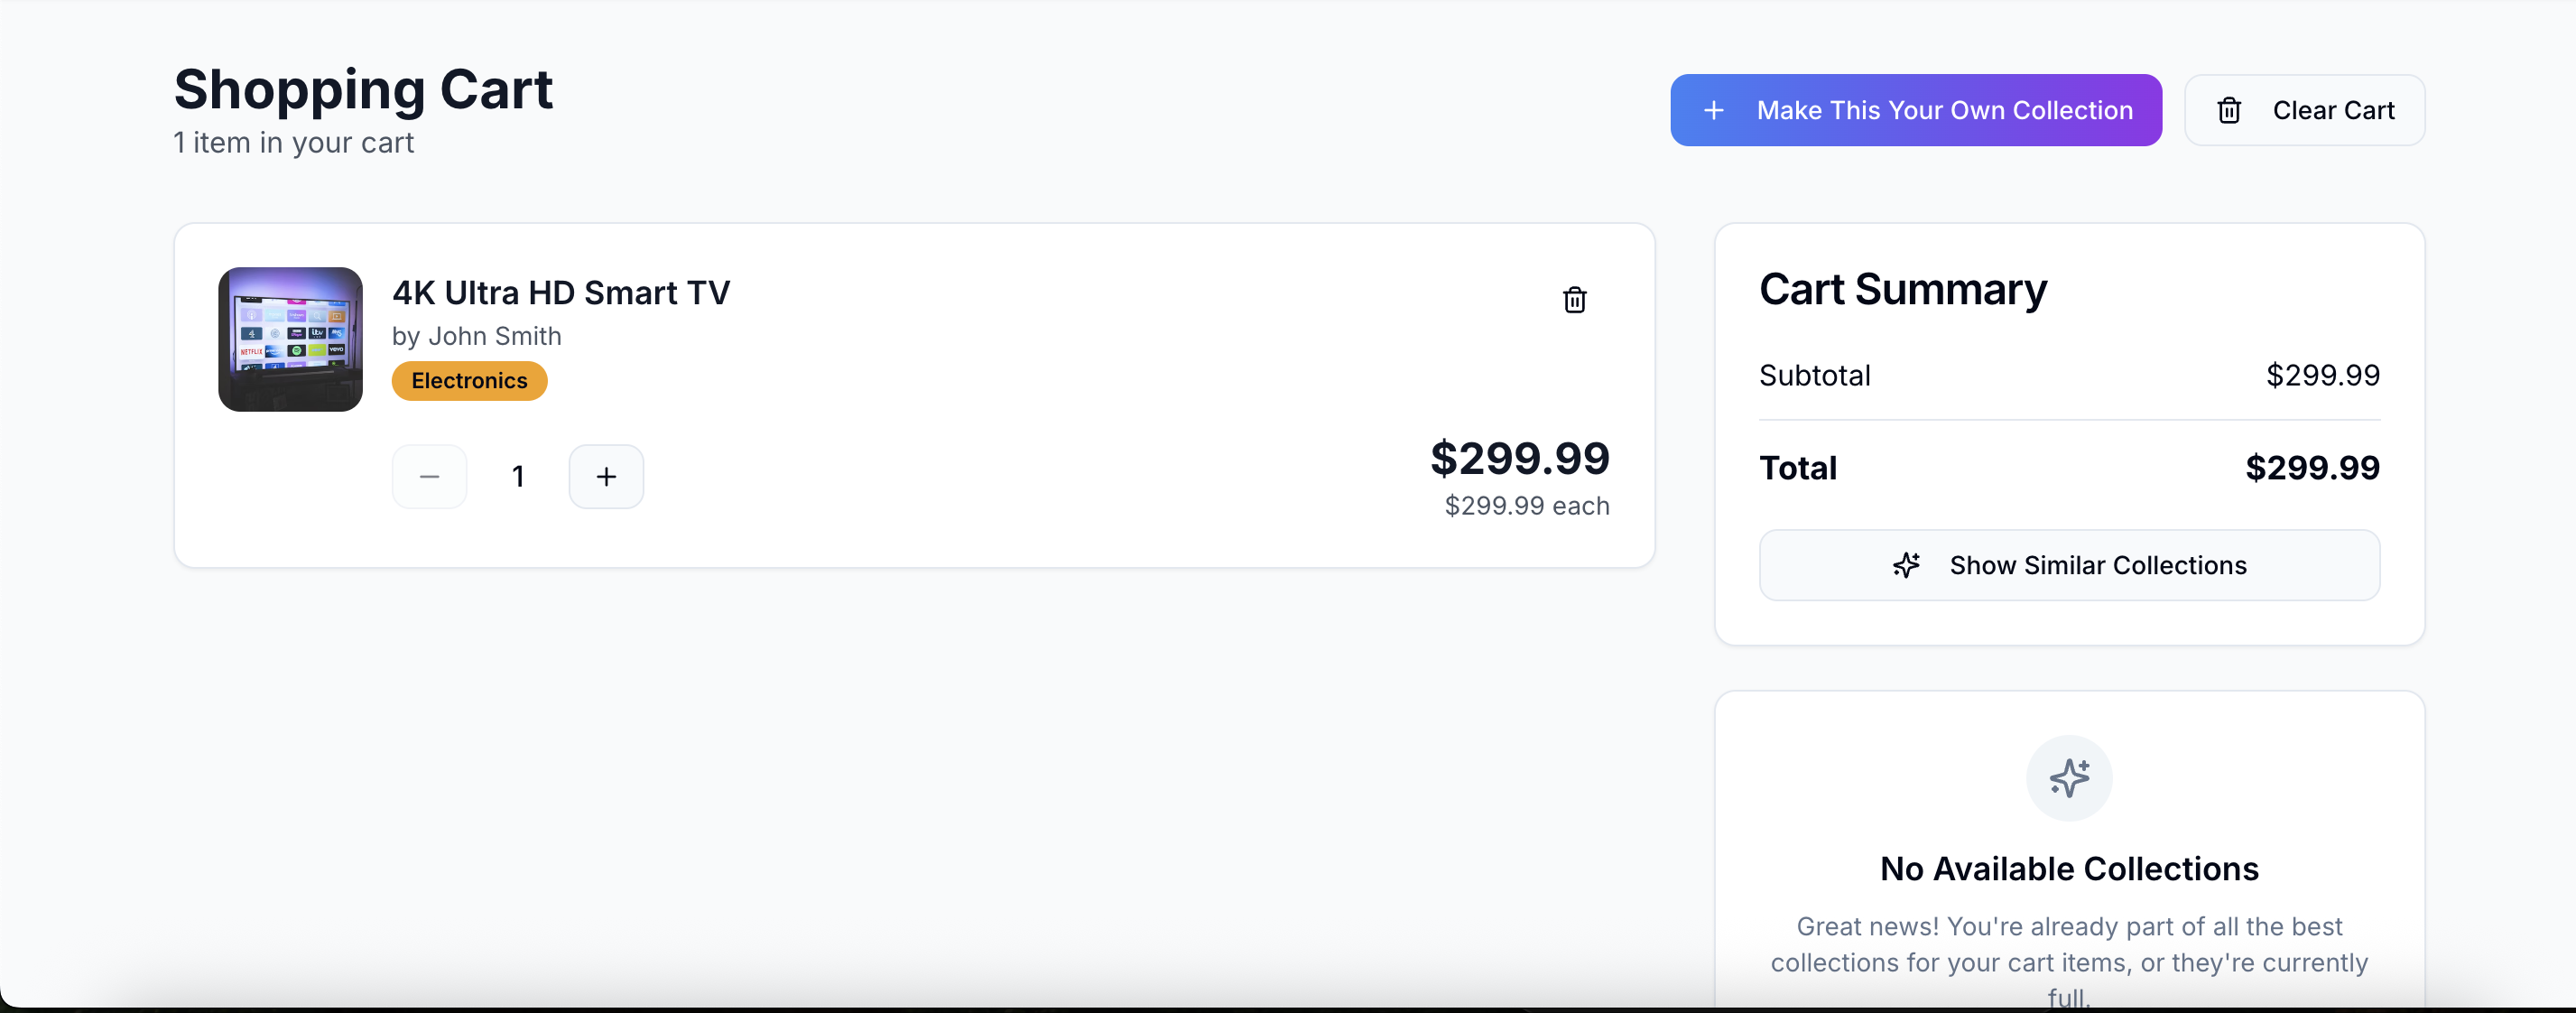 Shopping Cart
1 item in your cart
Make This Your Own Collection
Clear Cart
4K Ultra HD Smart TV
by John Smith
Electronics
1
$299.99
$299.99 each
NETFLIX
itv
vevo
Cart Summary
Subtotal $299.99
Total $299.99
Show Similar Collections
No Available Collections
Great news! You're already part of all the best
collections for your cart items, or they're currently
full.